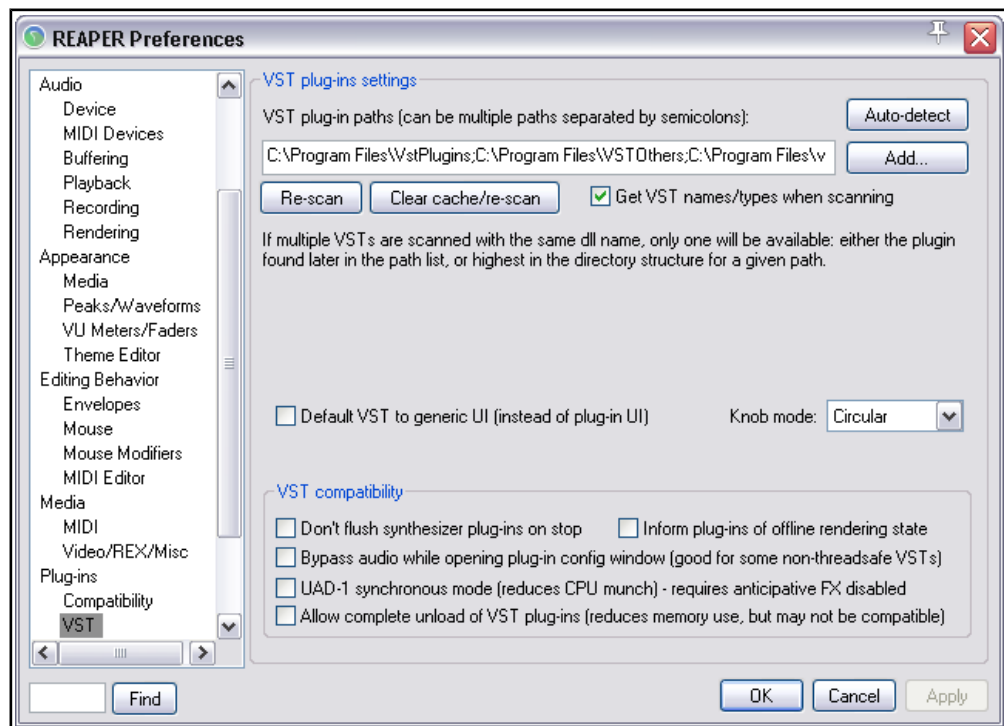 REAPER Preferences
Audio
Device
MIDI Devices
Buffering
Playback
Recording
Rendering
Appearance
Media
Peaks/Waveforms
VU Meters/Faders
Theme Editor
Editing Behavior
Envelopes
Mouse
Mouse Modifiers
MIDI Editor
Media
MIDI
Video/REX/Misc
Plug-ins
Compatibility
VST
Find
VST plug-ins settings
VST plug-in paths (can be multiple paths separated by semicolons):
Auto-detect
C:\Program Files\VstPlugins;C:\Program Files\VSTOthers;C:\Program Files\v
Add...
Re-scan
Clear cache/re-scan
Get VST names/types when scanning
If multiple VSTs are scanned with the same dll name, only one will be available: either the plugin
found later in the path list, or highest in the directory structure for a given path.
Default VST to generic UI (instead of plug-in UI)
Knob mode:
Circular
VST compatibility
Don't flush synthesizer plug-ins on stop
Inform plug-ins of offline rendering state
Bypass audio while opening plug-in config window (good for some non-threadsafe VSTs)
UAD-1 synchronous mode (reduces CPU munch) - requires anticipative FX disabled
Allow complete unload of VST plug-ins (reduces memory use, but may not be compatible)
OK
Cancel
Apply